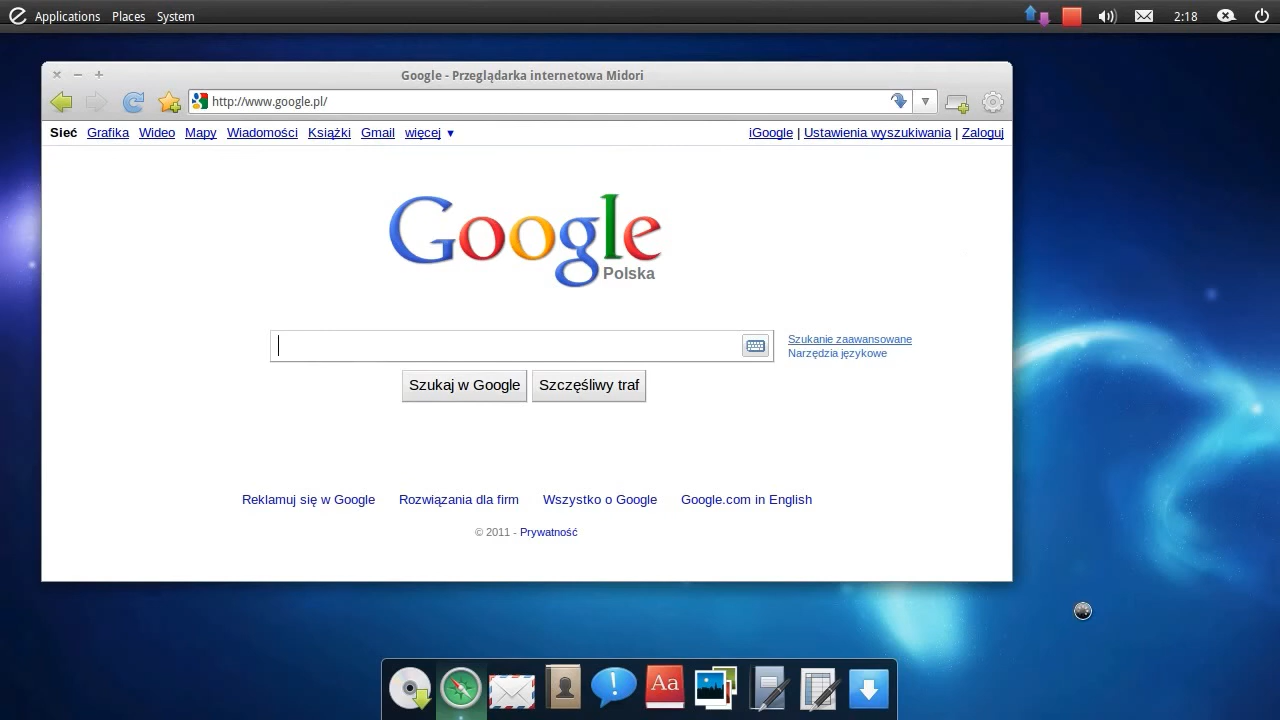 Applications Places System 2:18
Google - Przeglądarka internetowa Midori
http://www.google.pl/
Sieć Grafika Wideo Mapy Wiadomości Książki Gmail więcej ▼ iGoogle | Ustawienia wyszukiwania | Zaloguj
Google
Polska
Szukanie zaawansowane
Narzędzia językowe
Szukaj w Google Szczęśliwy traf
Reklamuj się w Google Rozwiązania dla firm Wszystko o Google Google.com in English
© 2011 - Prywatność
Aa